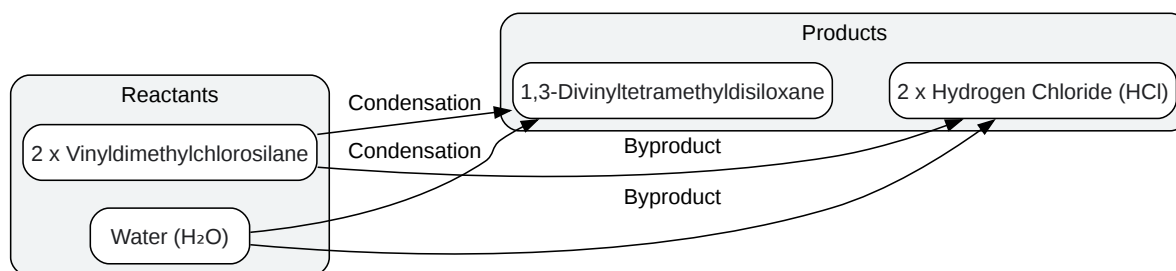 Products
Reactants
1,3-Divinyltetramethyldisiloxane
2 x Hydrogen Chloride (HCl)
Condensation
2 x Vinyldimethylchlorosilane
Condensation
Byproduct
Byproduct
Water (H₂O)